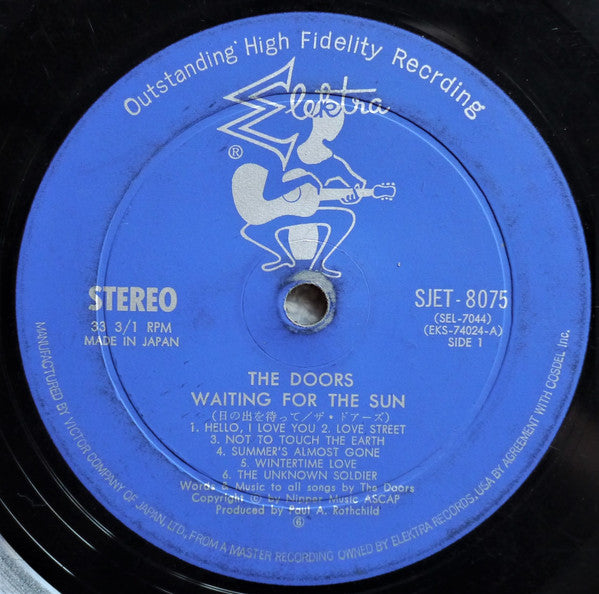 Outstanding High Fidelity Recrding
Elektra
®
STEREO
33 3/1 RPM
MADE IN JAPAN
SJET-8075
(SEL-7044)
(EKS-74024-A)
SIDE 1
THE DOORS
WAITING FOR THE SUN
(日の出を待って/ザ・ドアーズ)
1. HELLO, I LOVE YOU 2. LOVE STREET
3. NOT TO TOUCH THE EARTH
4. SUMMER'S ALMOST GONE
5. WINTERTIME LOVE
6. THE UNKNOWN SOLDIER
Words & Music to all songs by The Doors
Copyright © by Nipper Music ASCAP
Produced by Paul A. Rothchild
⑥
MANUFACTURED BY VICTOR COMPANY OF JAPAN, LTD., FROM A MASTER RECORDING OWNED BY ELEKTRA RECORDS, USA BY AGREEMENT WITH COSDEL Inc.